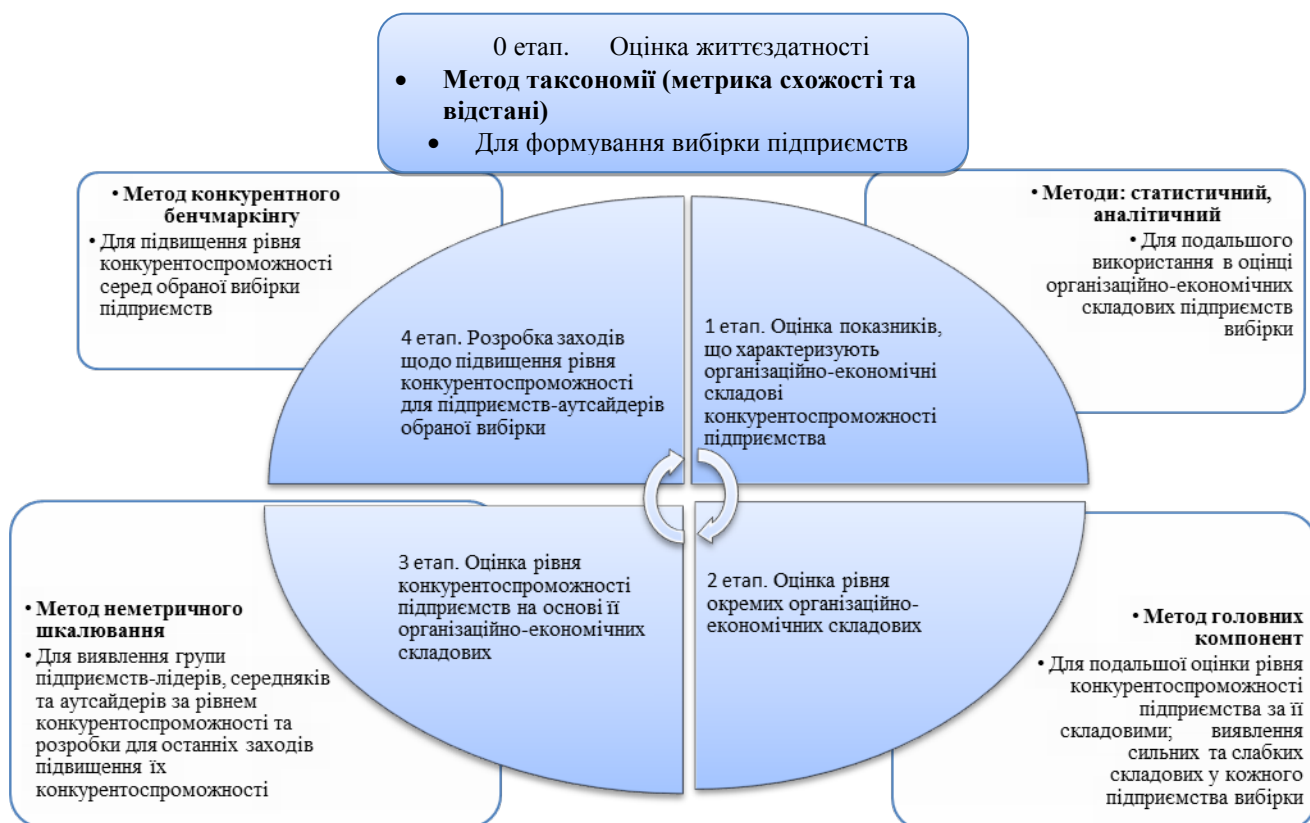 0 етап. Оцінка життєздатності
• Метод таксономії (метрика схожості та
відстані)
• Для формування вибірки підприємств
• Метод конкурентного
бенчмаркінгу
• Для підвищення рівня
конкурентоспроможності
серед обраної вибірки
підприємств
• Методи: статистичний,
аналітичний
• Для подальшого
використання в оцінці
організаційно-економічних
складових підприємств
вибірки
4 етап. Розробка заходів
щодо підвищення рівня
конкурентоспроможності
для підприємств-аутсайдерів
обраної вибірки
1 етап. Оцінка показників,
що характеризують
організаційно-економічні
складові
конкурентоспроможності
підприємства
3 етап. Оцінка рівня
конкурентоспроможності
підприємств на основі її
організаційно-економічних
складових
2 етап. Оцінка рівня
окремих організаційно-
економічних складових
• Метод неметричного
шкалювання
• Для виявлення групи
підприємств-лідерів, середняків
та аутсайдерів за рівнем
конкурентоспроможності та
розробки для останніх заходів
підвищення їх
конкурентоспроможності
• Метод головних
компонент
• Для подальшої оцінки рівня
конкурентоспроможності
підприємства за її
складовими; виявлення
сильних та слабких
складових у кожного
підприємства вибірки